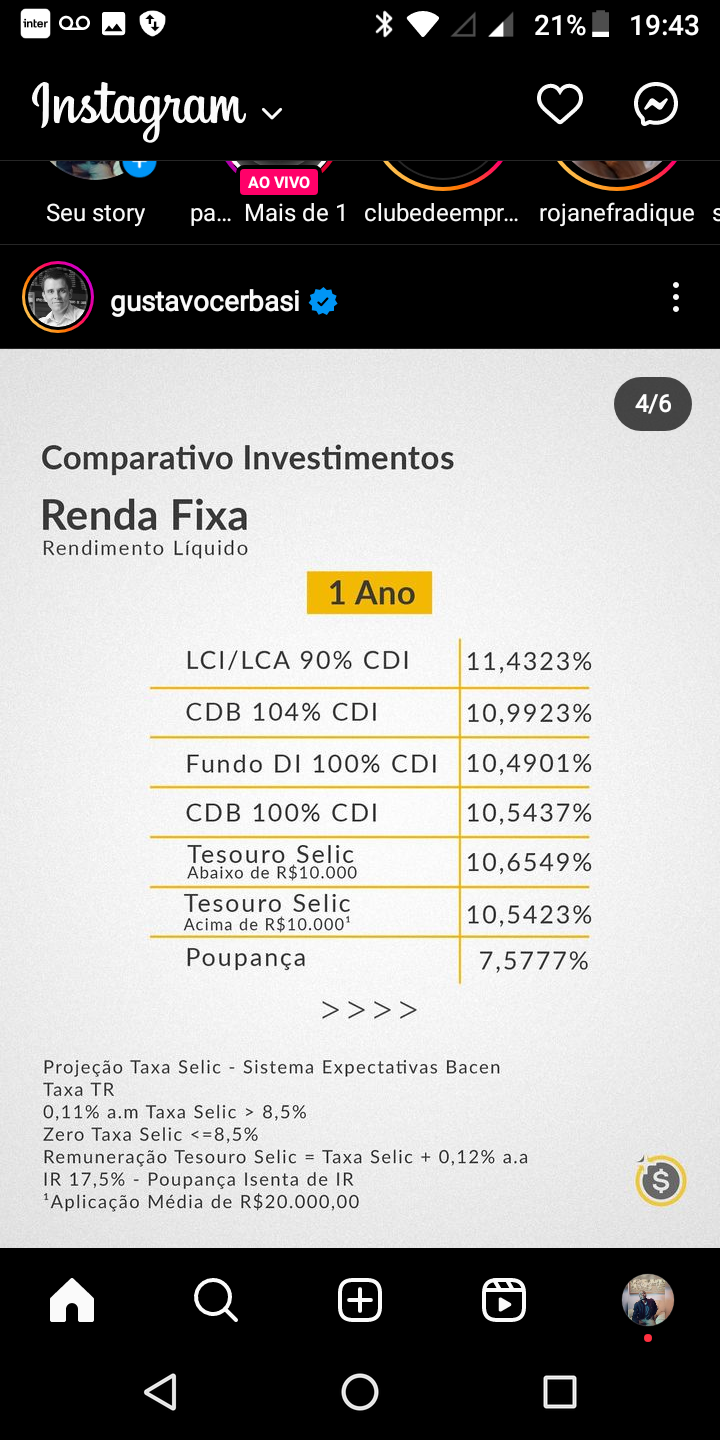 inter 21% 19:43
Instagram
AO VIVO
Seu story pa... Mais de 1 clubedeempr... rojanefradique s
gustavocerbasi
4/6
Comparativo Investimentos
Renda Fixa
Rendimento Líquido
1 Ano
LCI/LCA 90% CDI 11,4323%
CDB 104% CDI 10,9923%
Fundo DI 100% CDI 10,4901%
CDB 100% CDI 10,5437%
Tesouro Selic 10,6549%
Abaixo de R$10.000
Tesouro Selic 10,5423%
Acima de R$10.000¹
Poupança 7,5777%
>>>>
Projeção Taxa Selic - Sistema Expectativas Bacen
Taxa TR
0,11% a.m Taxa Selic > 8,5%
Zero Taxa Selic <=8,5%
Remuneração Tesouro Selic = Taxa Selic + 0,12% a.a
IR 17,5% - Poupança Isenta de IR
¹Aplicação Média de R$20.000,00
$